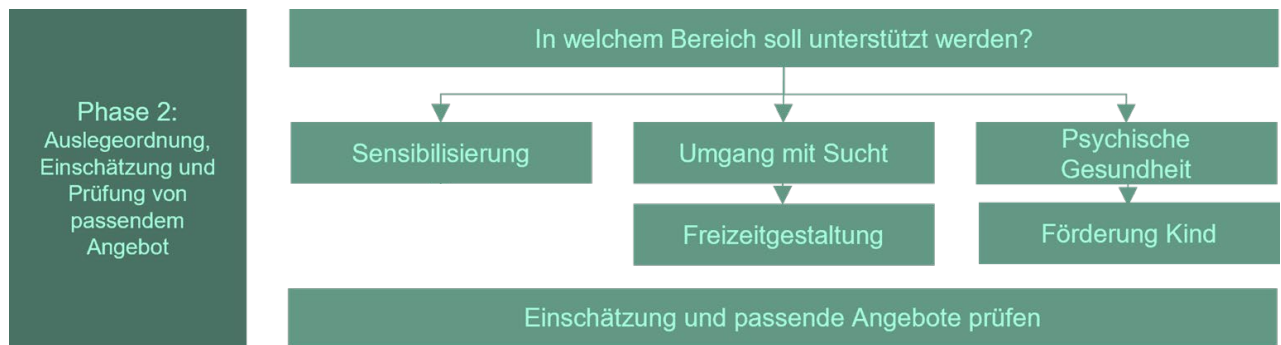 Phase 2:
Auslegeordnung,
Einschätzung und
Prüfung von
passendem
Angebot
In welchem Bereich soll unterstützt werden?
Sensibilisierung
Umgang mit Sucht
Psychische
Gesundheit
Freizeitgestaltung
Förderung Kind
Einschätzung und passende Angebote prüfen